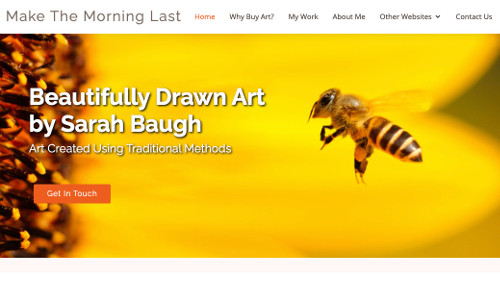 Make The Morning Last
Home Why Buy Art? My Work About Me Other Websites Contact Us
Beautifully Drawn Art
by Sarah Baugh
Art Created Using Traditional Methods
Get In Touch